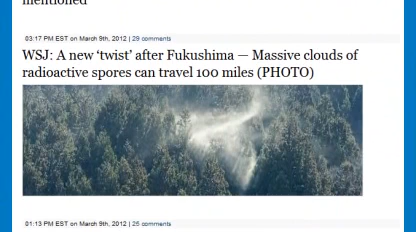 mentioned
03:17 PM EST on March 9th, 2012 | 29 comments
WSJ: A new ‘twist’ after Fukushima — Massive clouds of
radioactive spores can travel 100 miles (PHOTO)
01:13 PM EST on March 9th, 2012 | 25 comments